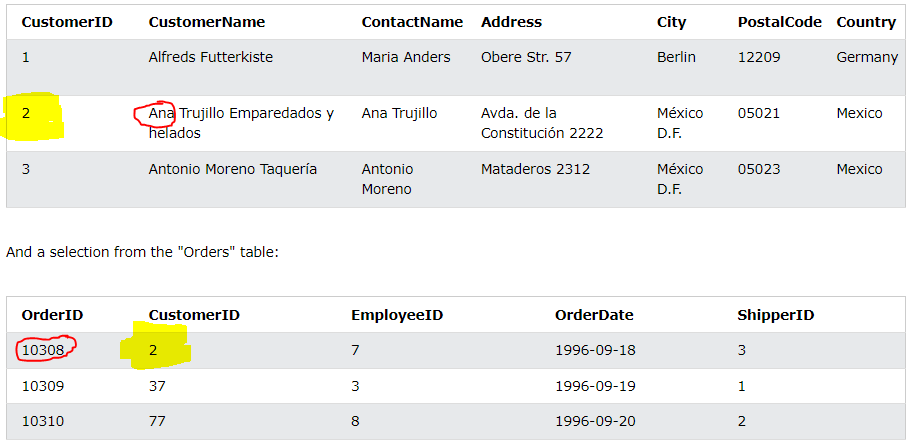 CustomerID CustomerName ContactName Address City PostalCode Country
1 Alfreds Futterkiste Maria Anders Obere Str. 57 Berlin 12209 Germany
2 Ana Trujillo Emparedados y Ana Trujillo Avda. de la México 05021 Mexico
helados Constitución 2222 D.F.
3 Antonio Moreno Taquería Antonio Mataderos 2312 México 05023 Mexico
Moreno D.F.
And a selection from the "Orders" table:
OrderID CustomerID EmployeeID OrderDate ShipperID
10308 2 7 1996-09-18 3
10309 37 3 1996-09-19 1
10310 77 8 1996-09-20 2